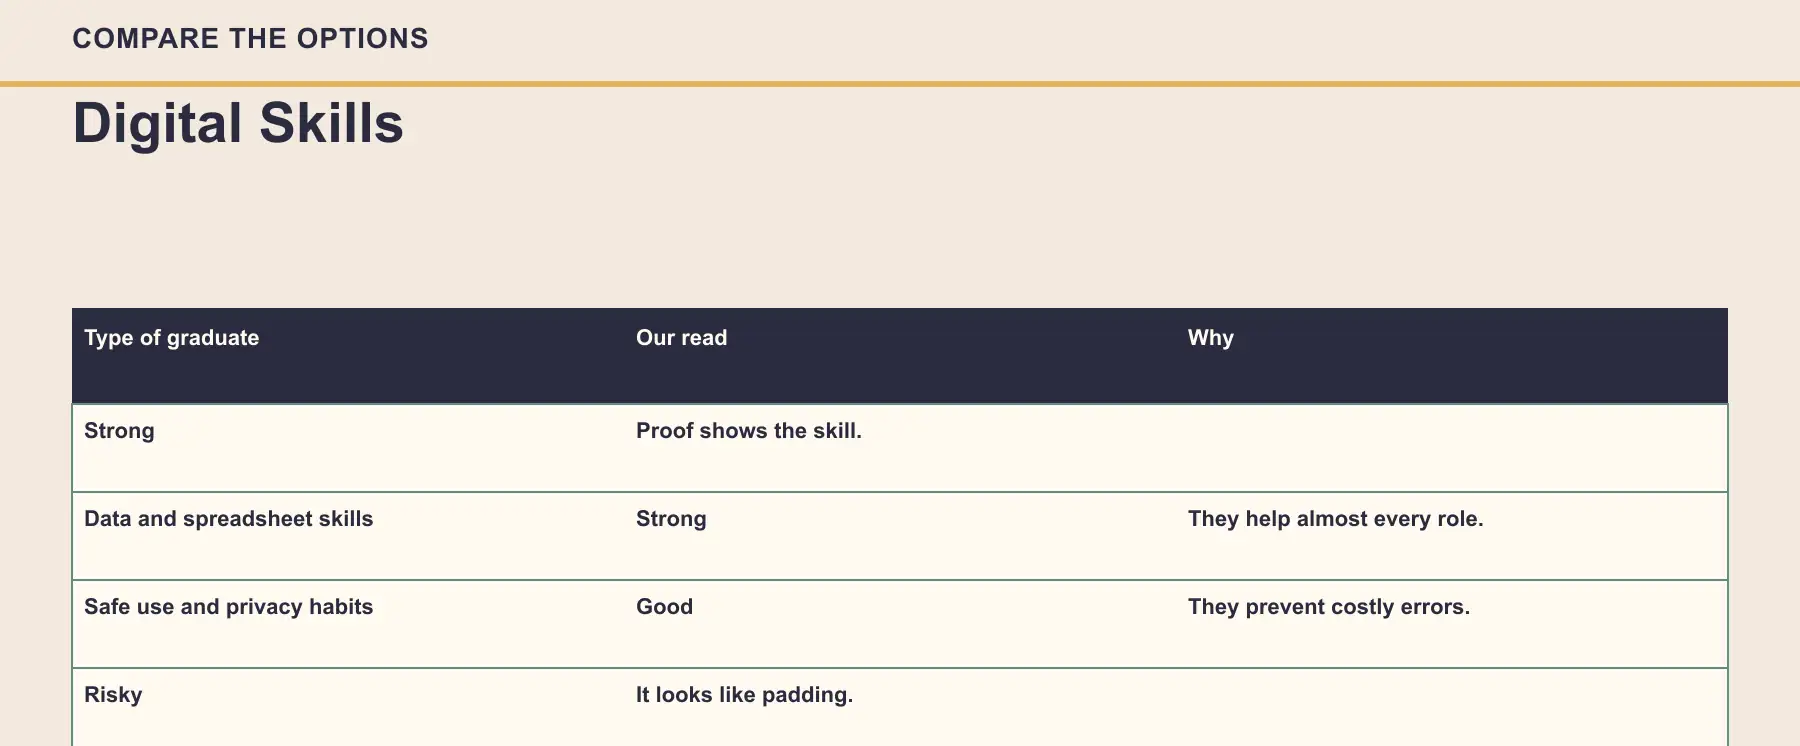 COMPARE THE OPTIONS
Digital Skills
Type of graduate Our read Why
Strong Proof shows the skill.
Data and spreadsheet skills Strong They help almost every role.
Safe use and privacy habits Good They prevent costly errors.
Risky It looks like padding.